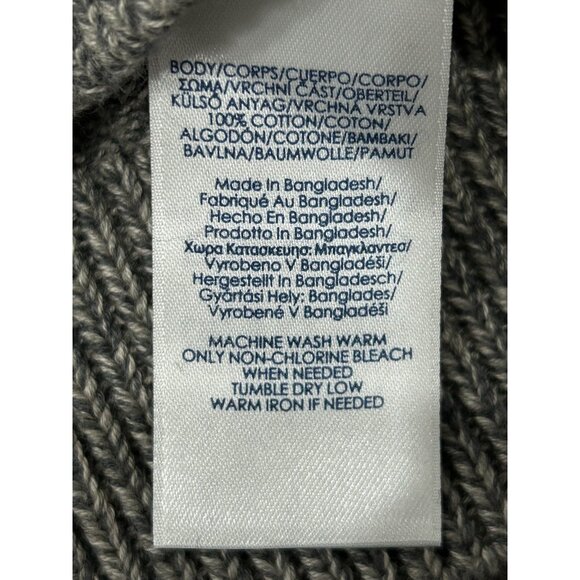 BODY/CORPS/CUERPO/CORPO/
ΣΩΜΑ/VRCHNÍ ČÁST/OBERTEIL/
KÜLSŐ ANYAG/VRCHNÁ VRSTVA
100% COTTON/COTON/
ALGODÓN/COTONE/BAMBAKI/
BAVLNA/BAUMWOLLE/PAMUT
Made In Bangladesh/
Fabriqué Au Bangladesh/
Hecho En Bangladesh/
Prodotto In Bangladesh/
Χωρα Κατασκευησ: Μπαγκλαντεσ/
Vyrobeno V Bangladéši/
Hergestellt In Bangladesch/
Gyártási Hely: Banglades/
Vyrobené V Bangladéši
MACHINE WASH WARM
ONLY NON-CHLORINE BLEACH
WHEN NEEDED
TUMBLE DRY LOW
WARM IRON IF NEEDED